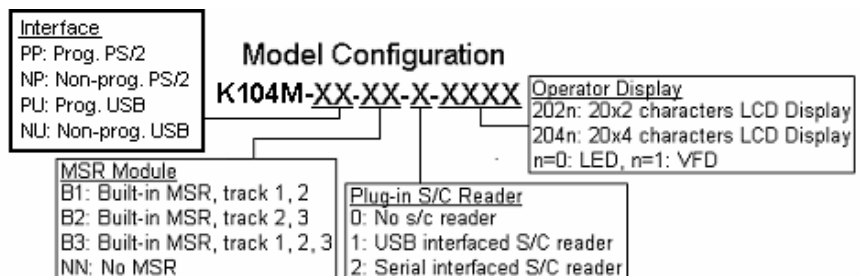 Interface
PP: Prog. PS/2
NP: Non-prog. PS/2
PU: Prog. USB
NU: Non-prog. USB
Model Configuration
K104M-XX-XX-X-XXXX
Operator Display
202n: 20x2 characters LCD Display
204n: 20x4 characters LCD Display
n=0: LED, n=1: VFD
MSR Module
B1: Built-in MSR, track 1, 2
B2: Built-in MSR, track 2, 3
B3: Built-in MSR, track 1, 2, 3
NN: No MSR
Plug-in S/C Reader
0: No s/c reader
1: USB interfaced S/C reader
2: Serial interfaced S/C reader